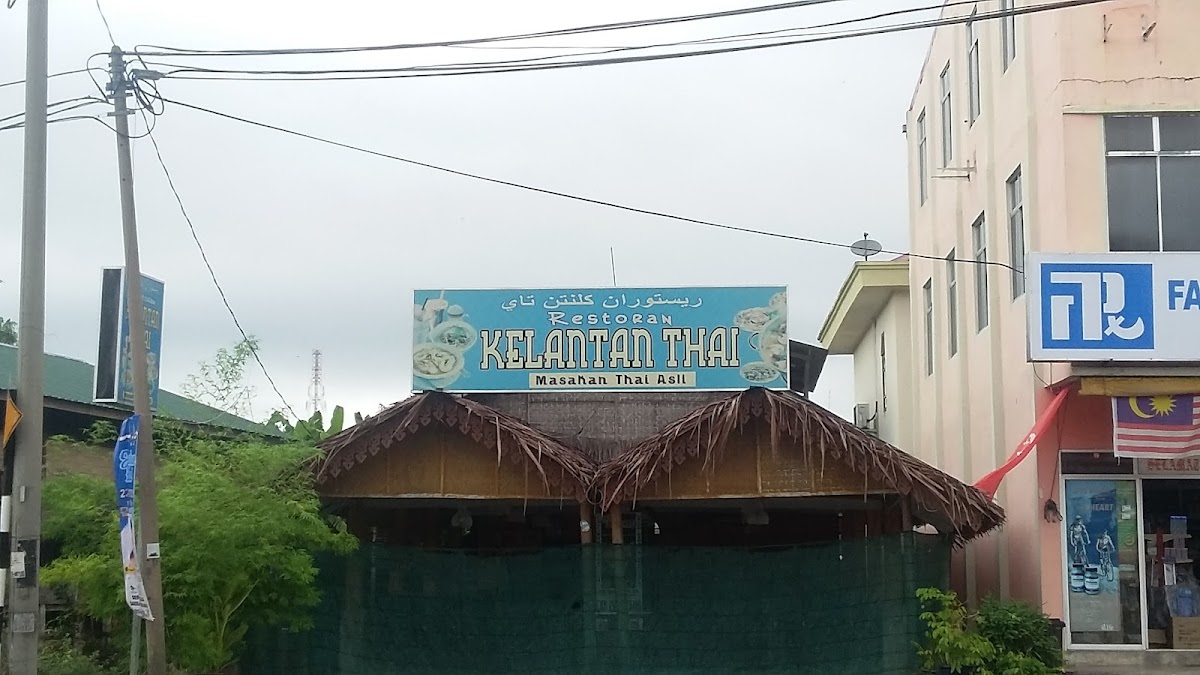 ريستوران كلنتن تاي
Restoran
KELANTAN THAI
Masakan Thai Asli
FA